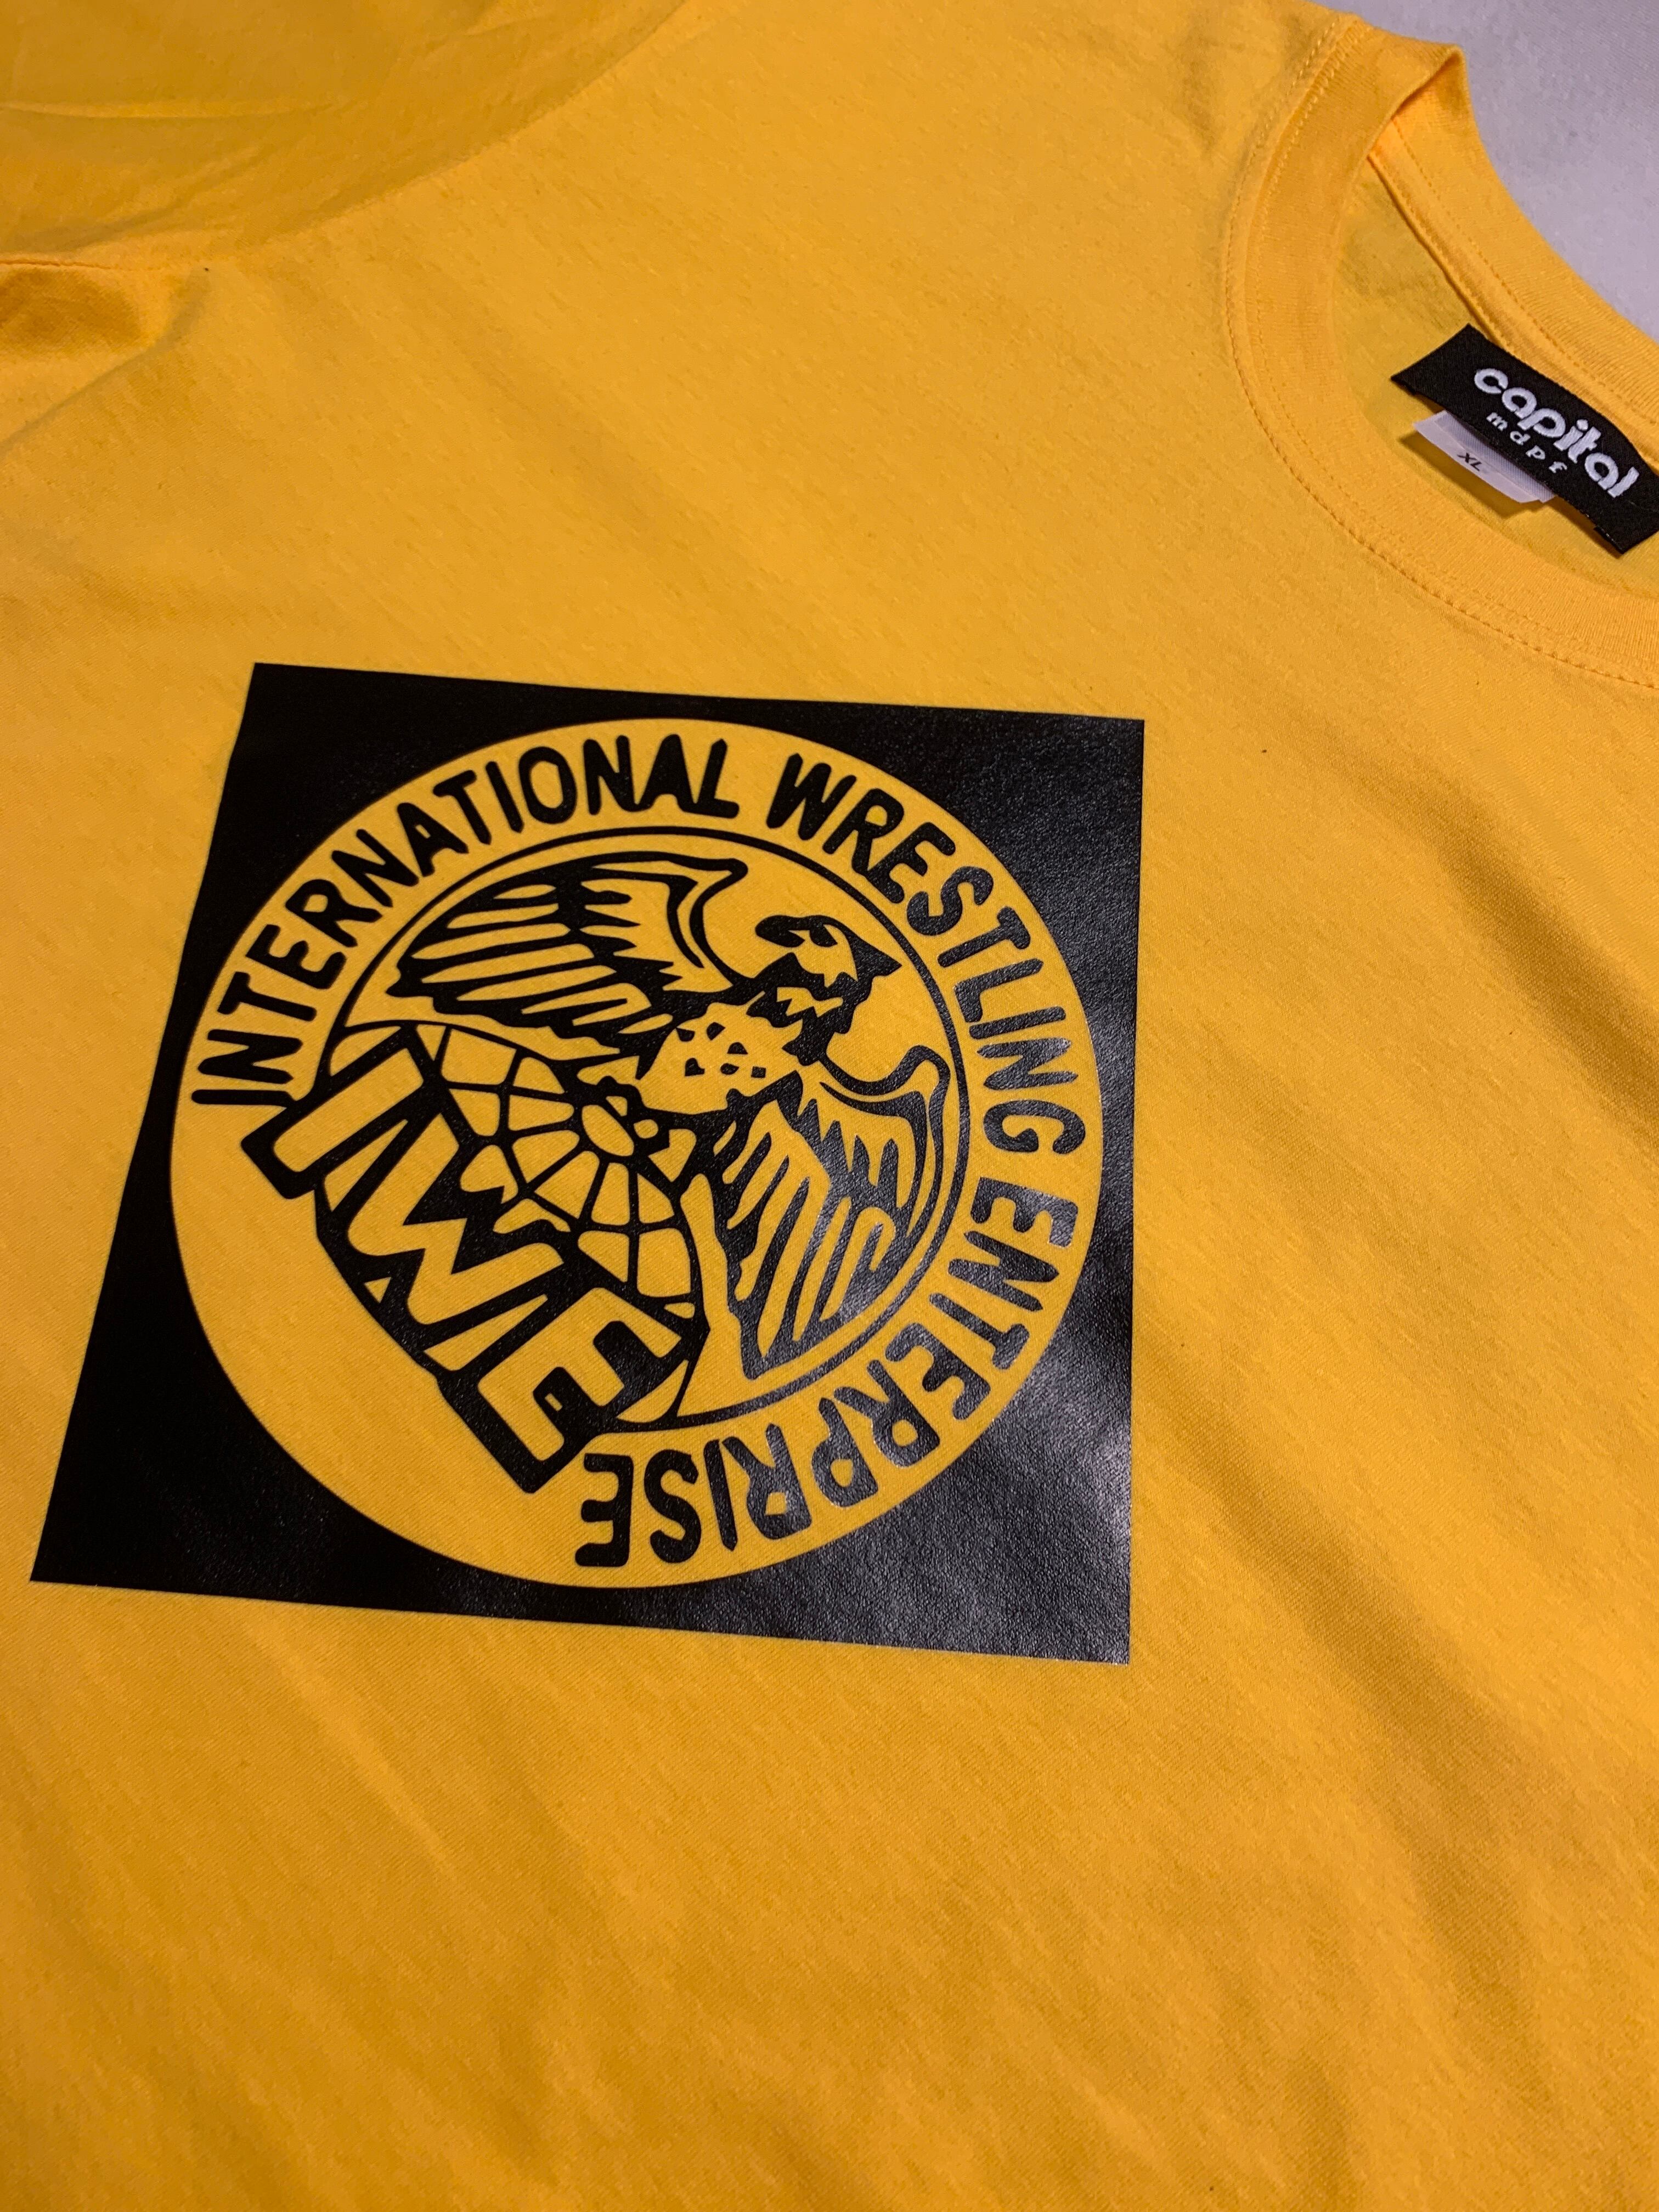 capital
mdpf
XL
INTERNATIONAL WRESTLING ENTERPRISE
IWE